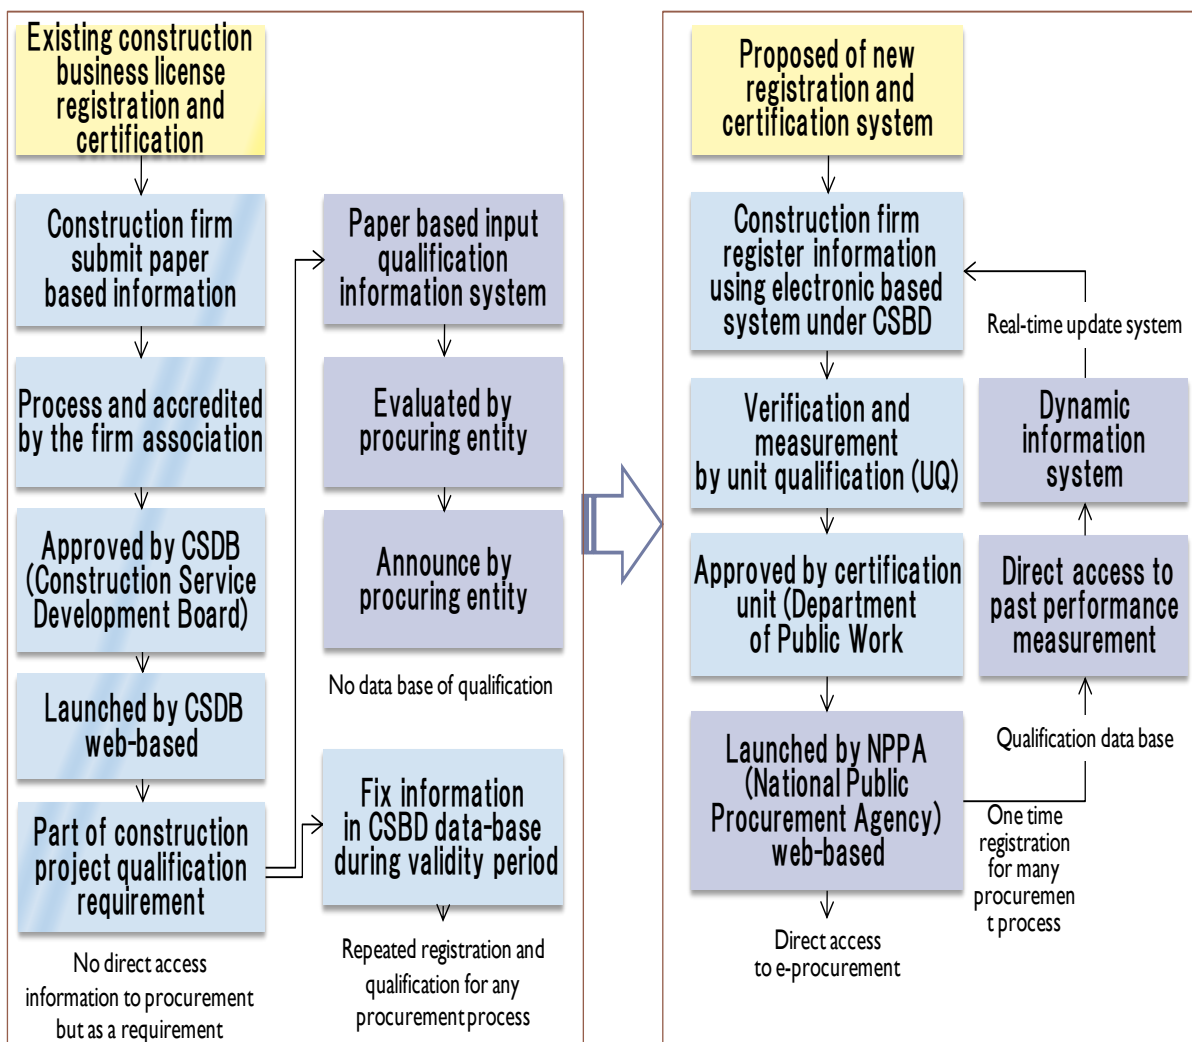 Existing construction
business license
registration and
certification
Construction firm
submit paper
based information
Process and accredited
by the firm association
Approved by CSDB
(Construction Service
Development Board)
Launched by CSDB
web-based
Part of construction
project qualification
requirement
No direct access
information to procurement
but as a requirement
Paper based input
qualification
information system
Evaluated by
procuring entity
Announce by
procuring entity
No data base of qualification
Fix information
in CSBD data-base
during validity period
Repeated registration and
qualification for any
procurement process
Proposed of new
registration and
certification system
Construction firm
register information
using electronic based
system under CSBD
Verification and
measurement
by unit qualification (UQ)
Approved by certification
unit (Department
of Public Work
Launched by NPPA
(National Public
Procurement Agency)
web-based
Direct access
to e-procurement
Real-time update system
Dynamic
information
system
Direct access to
past performance
measurement
Qualification data base
One time
registration
for many
procuremen
t process